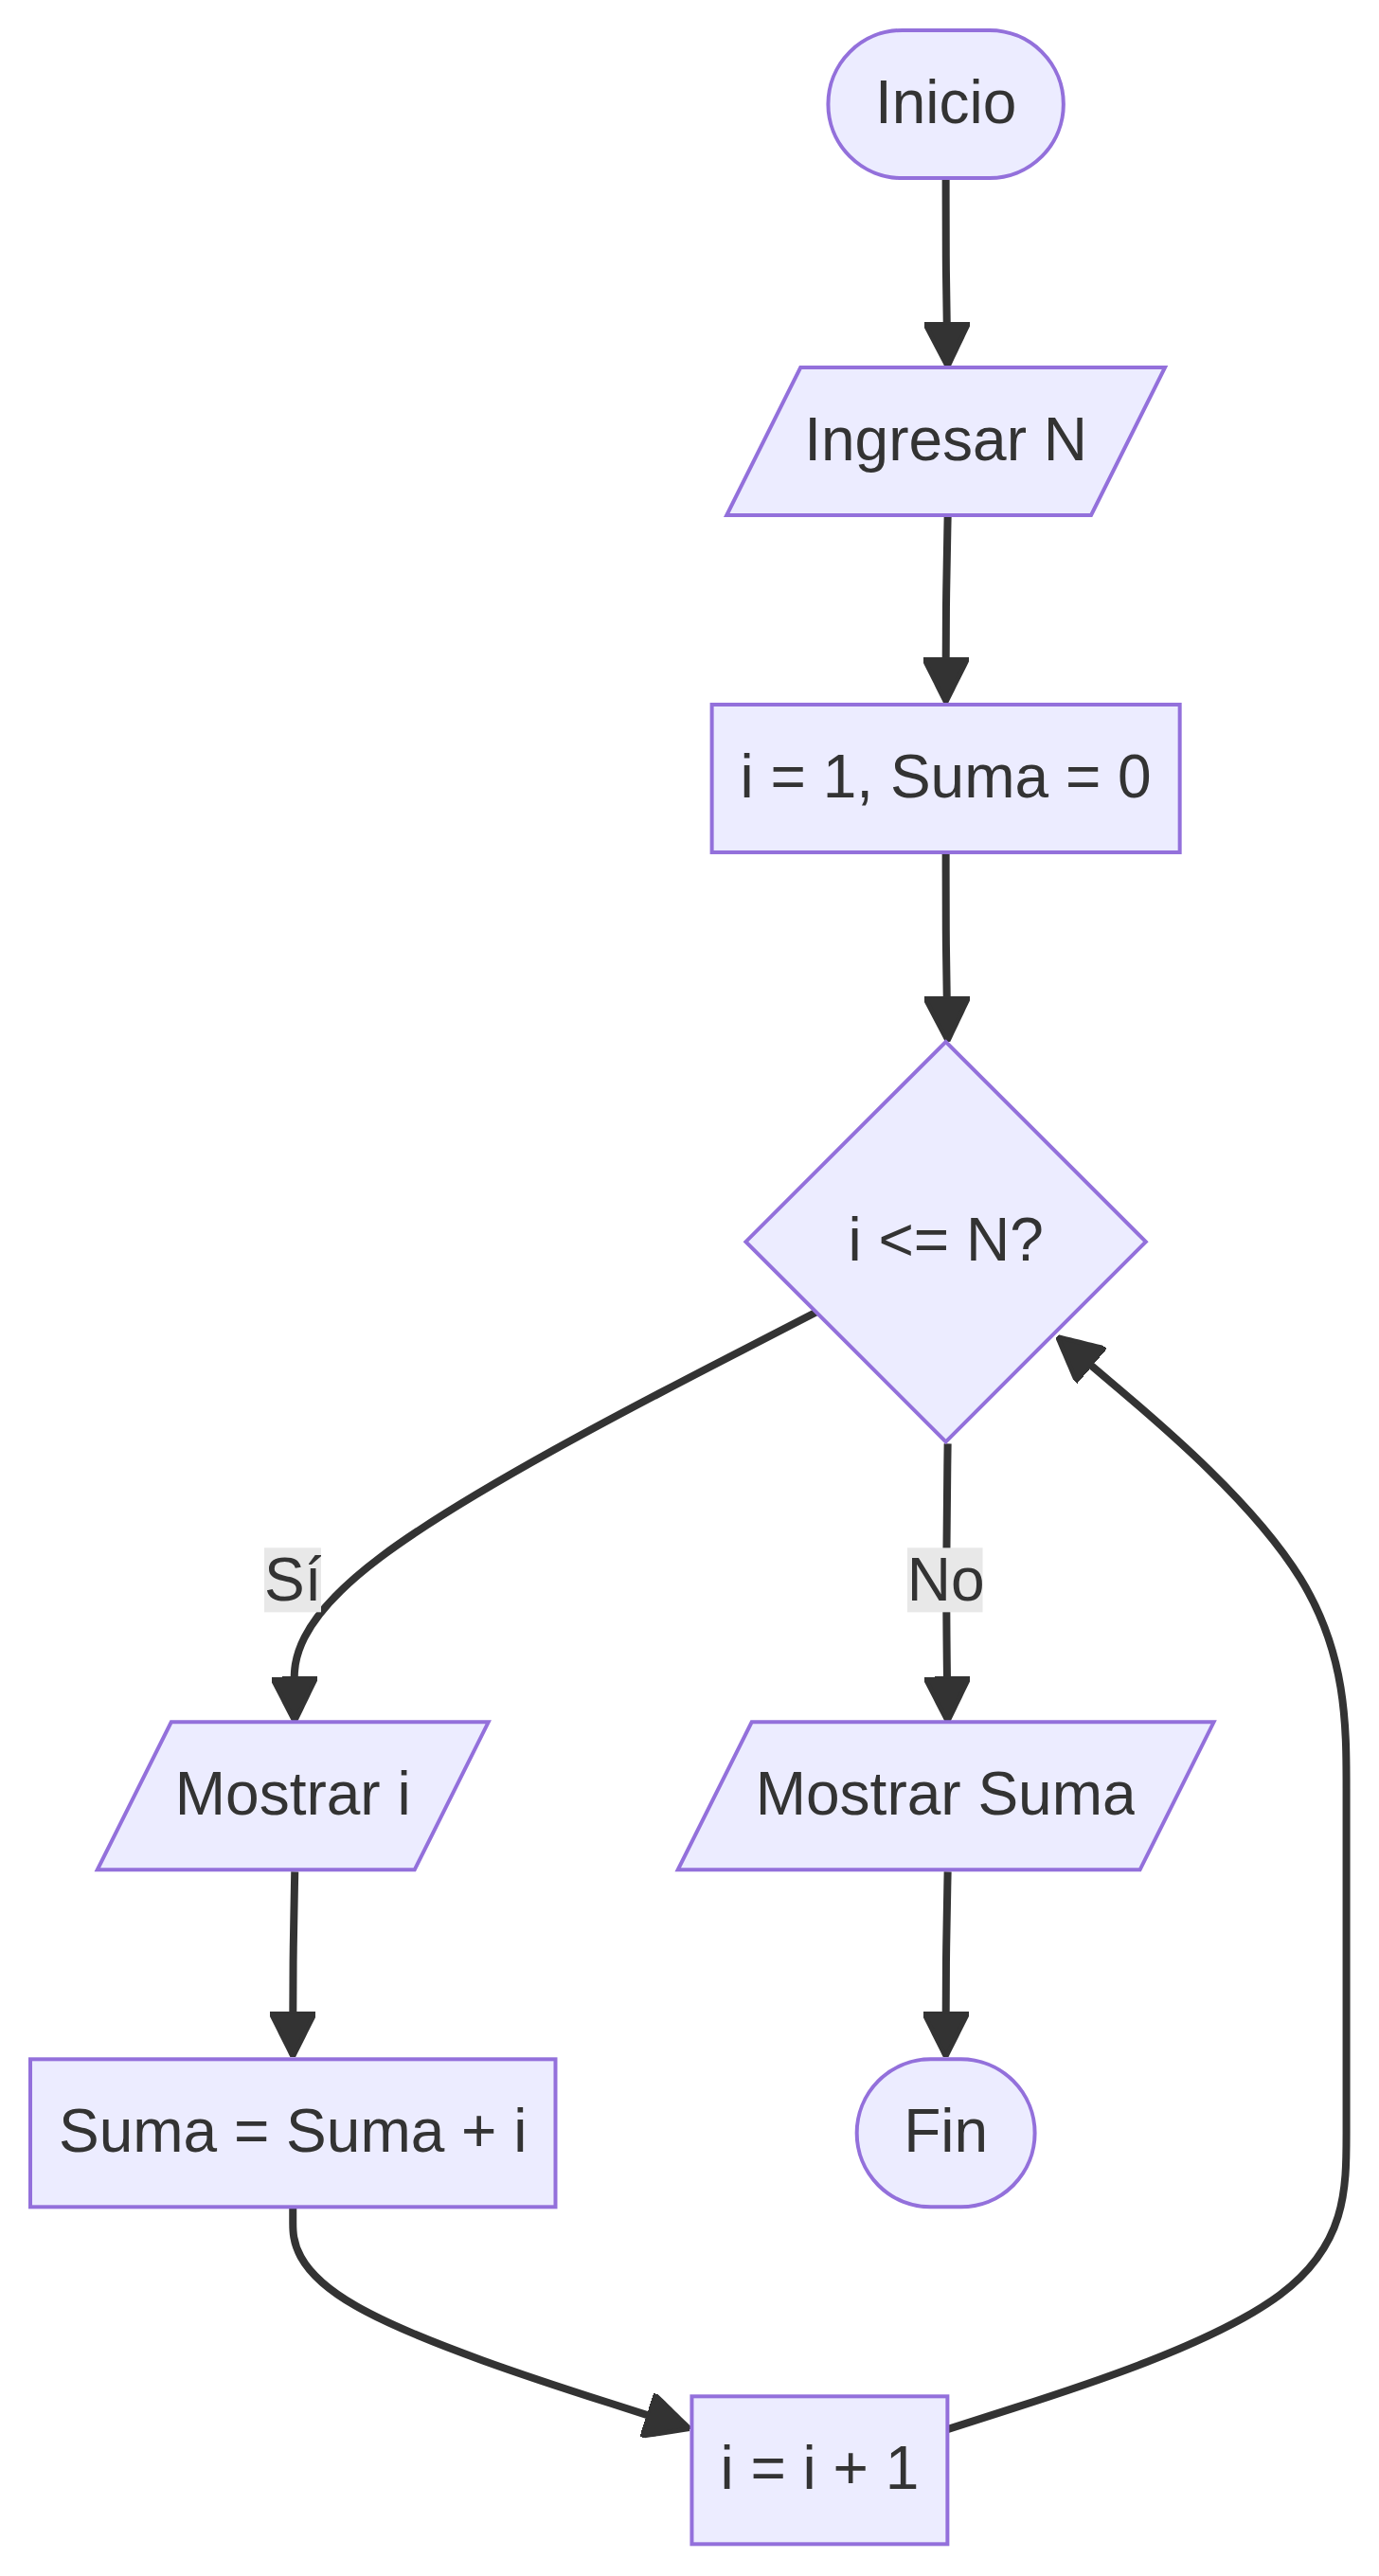 Inicio
Ingresar N
i = 1, Suma = 0
i <= N?
Sí
No
Mostrar i
Mostrar Suma
Suma = Suma + i
Fin
i = i + 1